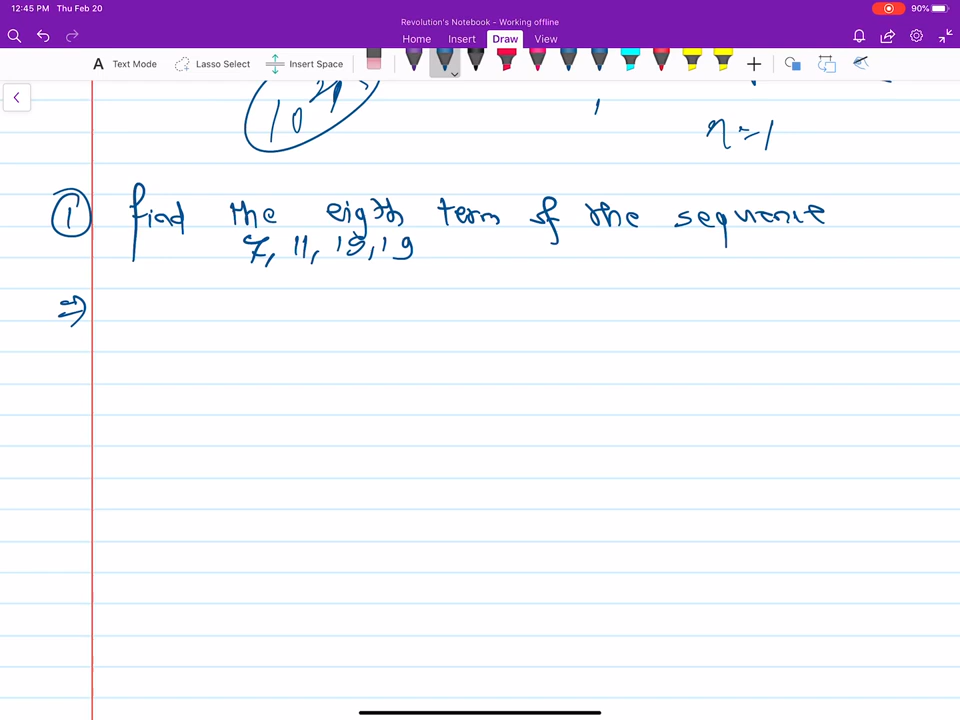 12:45 PM Thu Feb 20
90%
Revolution's Notebook - Working offline
Home Insert Draw View
A Text Mode Lasso Select Insert Space
10
n=1
① find the eigth term of the sequence
7, 11, 15, 19
⇒